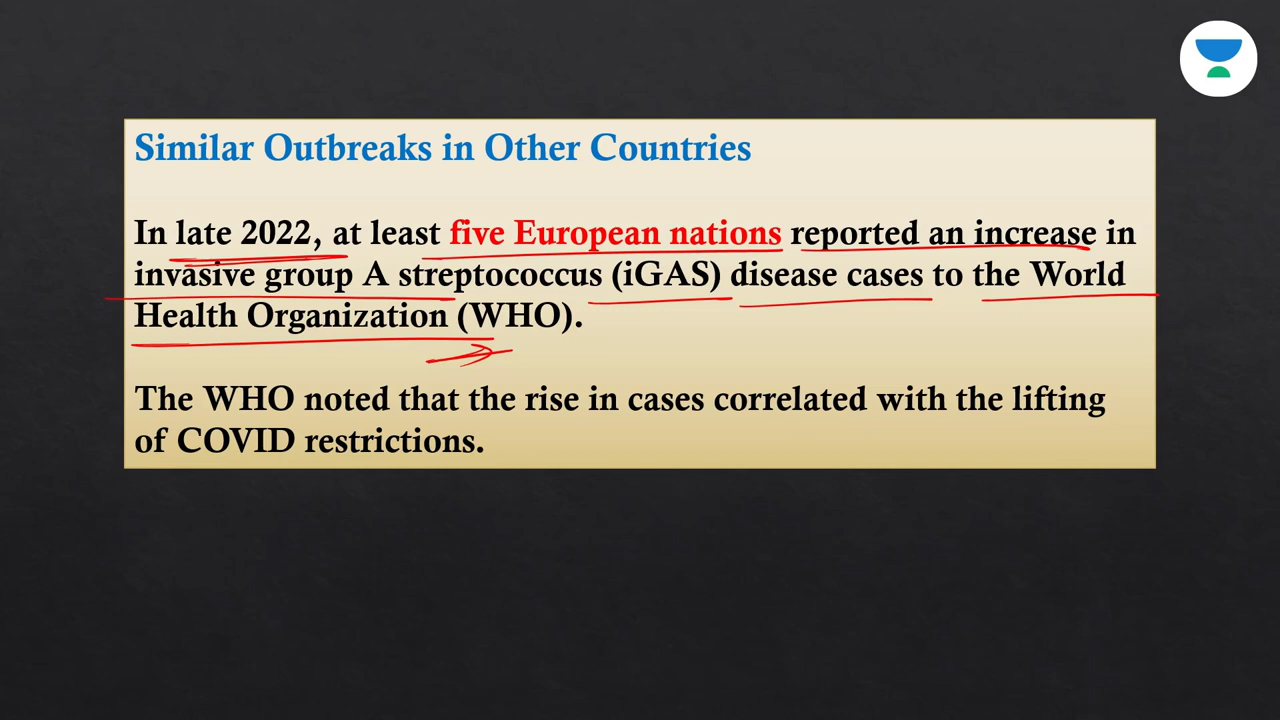 Similar Outbreaks in Other Countries
In late 2022, at least five European nations reported an increase in
invasive group A streptococcus (iGAS) disease cases to the World
Health Organization (WHO).
The WHO noted that the rise in cases correlated with the lifting
of COVID restrictions.